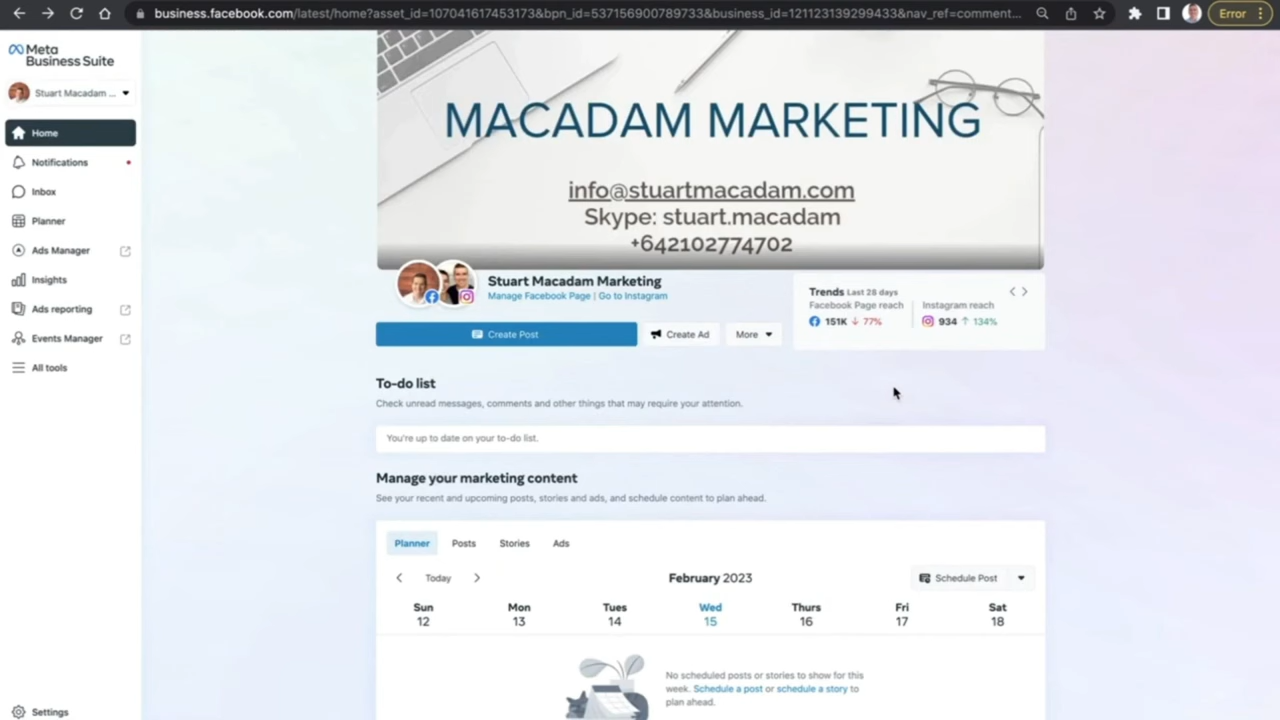 business.facebook.com/latest/home?asset_id=107041617453173&bpn_id=537156900789733&business_id=121123139299433&nav_ref=comment...
Error
Meta
Business Suite
Stuart Macadam ...
Home
Notifications
Inbox
Planner
Ads Manager
Insights
Ads reporting
Events Manager
All tools
Settings
MACADAM MARKETING
info@stuartmacadam.com
Skype: stuart.macadam
+642102774702
Stuart Macadam Marketing
Manage Facebook Page | Go to Instagram
Create Post
Create Ad
More
Trends Last 28 days
Facebook Page reach
151K ↓ 77%
Instagram reach
934 ↑ 134%
To-do list
Check unread messages, comments and other things that may require your attention.
You're up to date on your to-do list.
Manage your marketing content
See your recent and upcoming posts, stories and ads, and schedule content to plan ahead.
Planner Posts Stories Ads
Today
February 2023
Schedule Post
Sun Mon Tues Wed Thurs Fri Sat
12 13 14 15 16 17 18
No scheduled posts or stories to show for this
week. Schedule a post or schedule a story to
plan ahead.